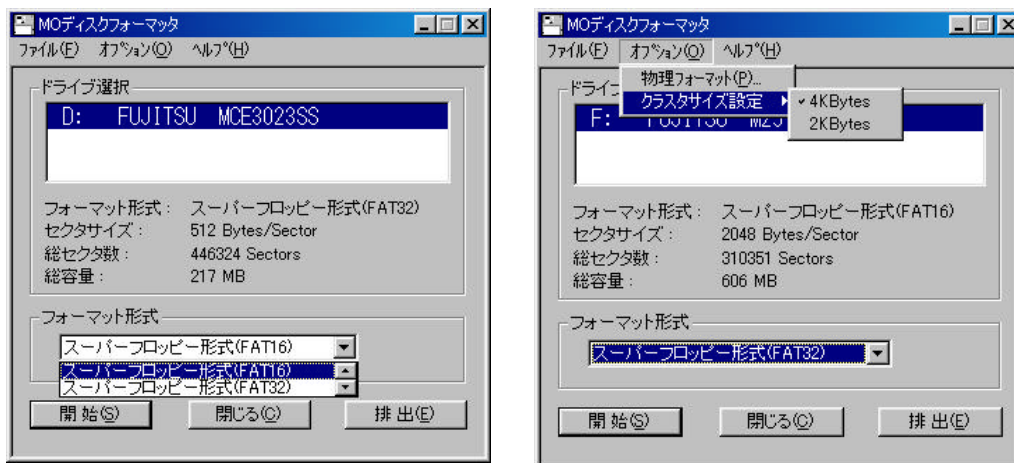 MOディスクフォーマッタ
ファイル(F) オプション(O) ヘルプ(H)
ドライブ選択
D: FUJITSU MCE3023SS
フォーマット形式: スーパーフロッピー形式(FAT32)
セクタサイズ: 512 Bytes/Sector
総セクタ数: 446324 Sectors
総容量: 217 MB
フォーマット形式
スーパーフロッピー形式(FAT16)
スーパーフロッピー形式(FAT16)
スーパーフロッピー形式(FAT32)
開始(S) 閉じる(C) 排出(E)
MOディスクフォーマッタ
ファイル(F) オプション(O) ヘルプ(H)
物理フォーマット(P)...
クラスタサイズ設定
4KBytes
2KBytes
ドライブ
F: FUJITSU
フォーマット形式: スーパーフロッピー形式(FAT16)
セクタサイズ: 2048 Bytes/Sector
総セクタ数: 310351 Sectors
総容量: 606 MB
フォーマット形式
スーパーフロッピー形式(FAT32)
開始(S) 閉じる(C) 排出(E)